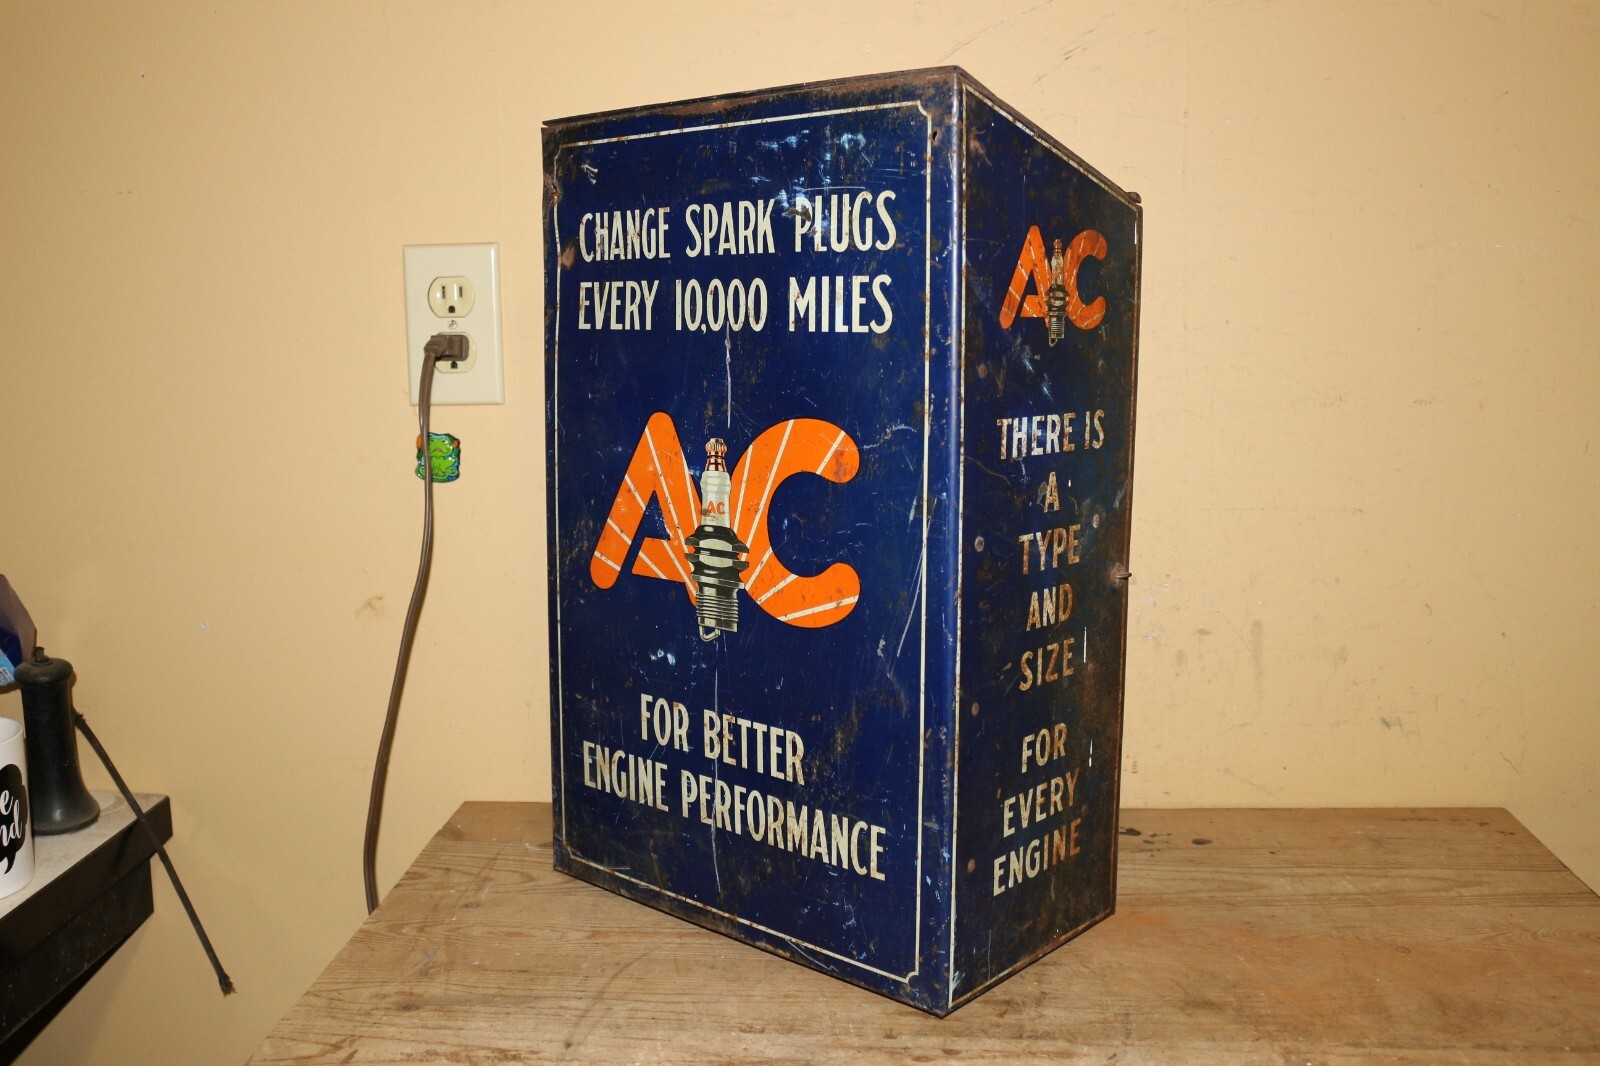 CHANGE SPARK PLUGS
EVERY 10,000 MILES
AC
AC
FOR BETTER
ENGINE PERFORMANCE
AC
THERE IS
A
TYPE
AND
SIZE
FOR
EVERY
ENGINE